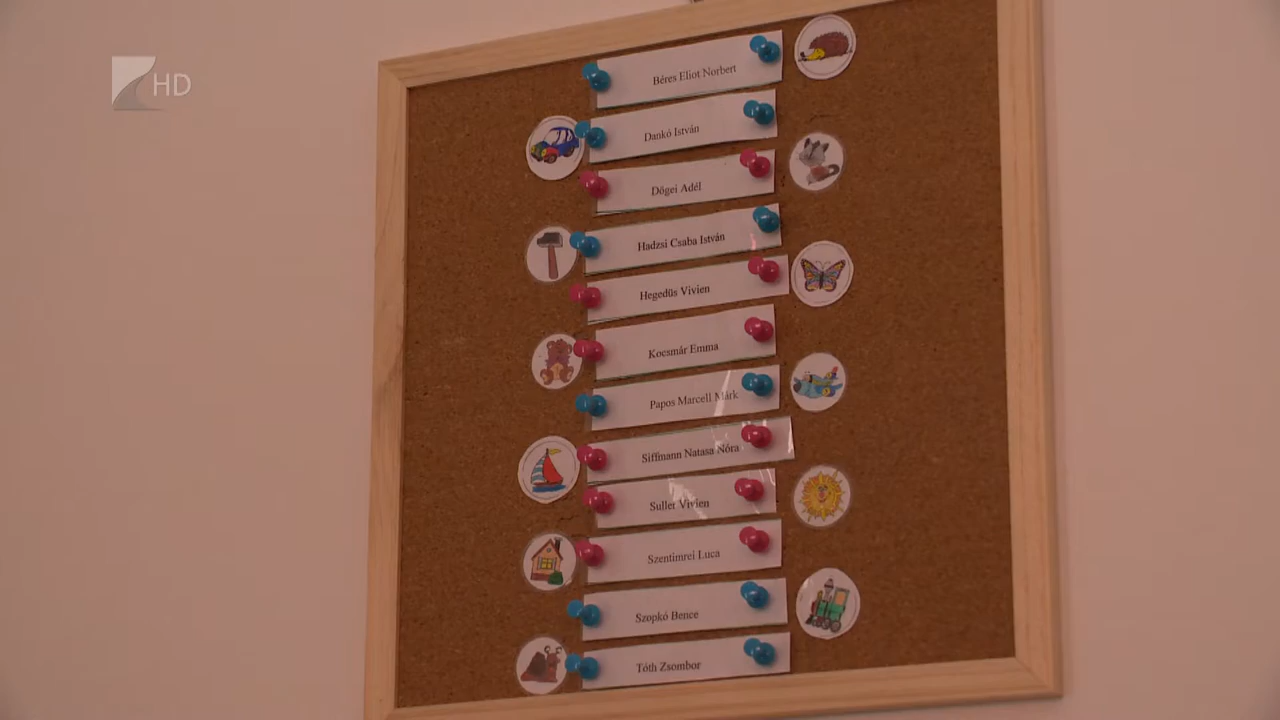 HD
Béres Eliot Norbert
Dankó István
Dögei Adél
Hadzsi Csaba István
Hegedüs Vivien
Kocsmár Emma
Papos Marcell Márk
Siffmann Natasa Nóra
Suller Vivien
Szentimrei Luca
Szopkó Bence
Tóth Zsombor